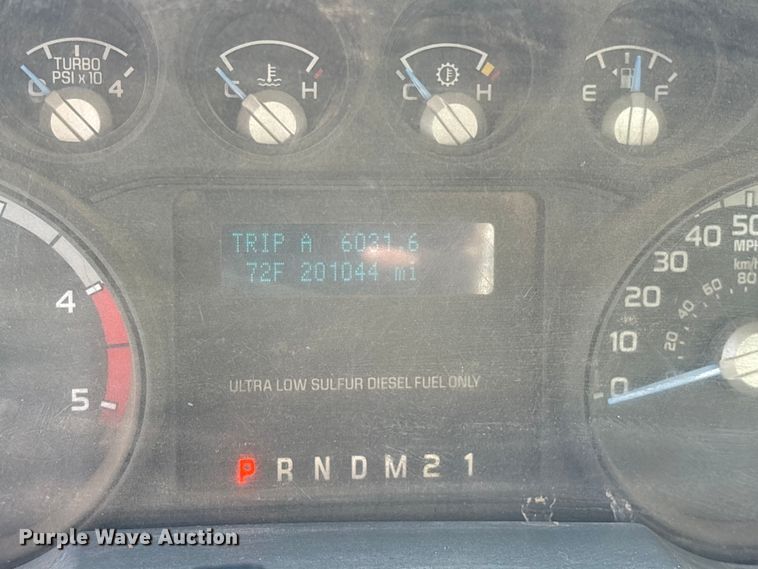 TURBO
PSI x 10
0 4
C H
C H
E F
TRIP A 6031.6
72F 201044 mi
4
5
ULTRA LOW SULFUR DIESEL FUEL ONLY
P R N D M 2 1
0 10 20 30 40 50
MPH
km/h
20 40 60 80
Purple Wave Auction